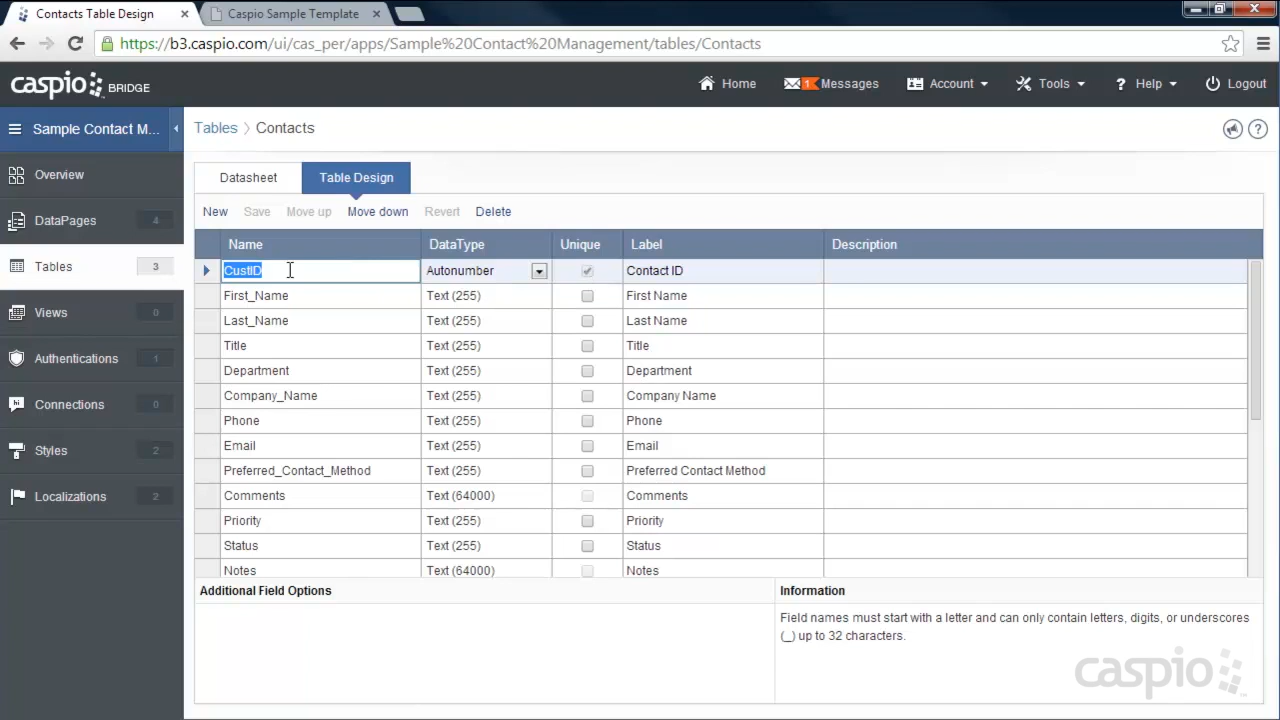 Contacts Table Design
Caspio Sample Template
https://b3.caspio.com/ui/cas_per/apps/Sample%20Contact%20Management/tables/Contacts
caspio BRIDGE
Home
1 Messages
Account
Tools
? Help
Logout
Sample Contact M...
Tables > Contacts
?
Overview
DataPages 4
Tables 3
Views 0
Authentications 1
hi Connections 0
Styles 2
Localizations 2
Datasheet
Table Design
New Save Move up Move down Revert Delete
Name DataType Unique Label Description
CustID Autonumber Contact ID
First_Name Text (255) First Name
Last_Name Text (255) Last Name
Title Text (255) Title
Department Text (255) Department
Company_Name Text (255) Company Name
Phone Text (255) Phone
Email Text (255) Email
Preferred_Contact_Method Text (255) Preferred Contact Method
Comments Text (64000) Comments
Priority Text (255) Priority
Status Text (255) Status
Notes Text (64000) Notes
Additional Field Options
Information
Field names must start with a letter and can only contain letters, digits, or underscores
(_) up to 32 characters.
caspio